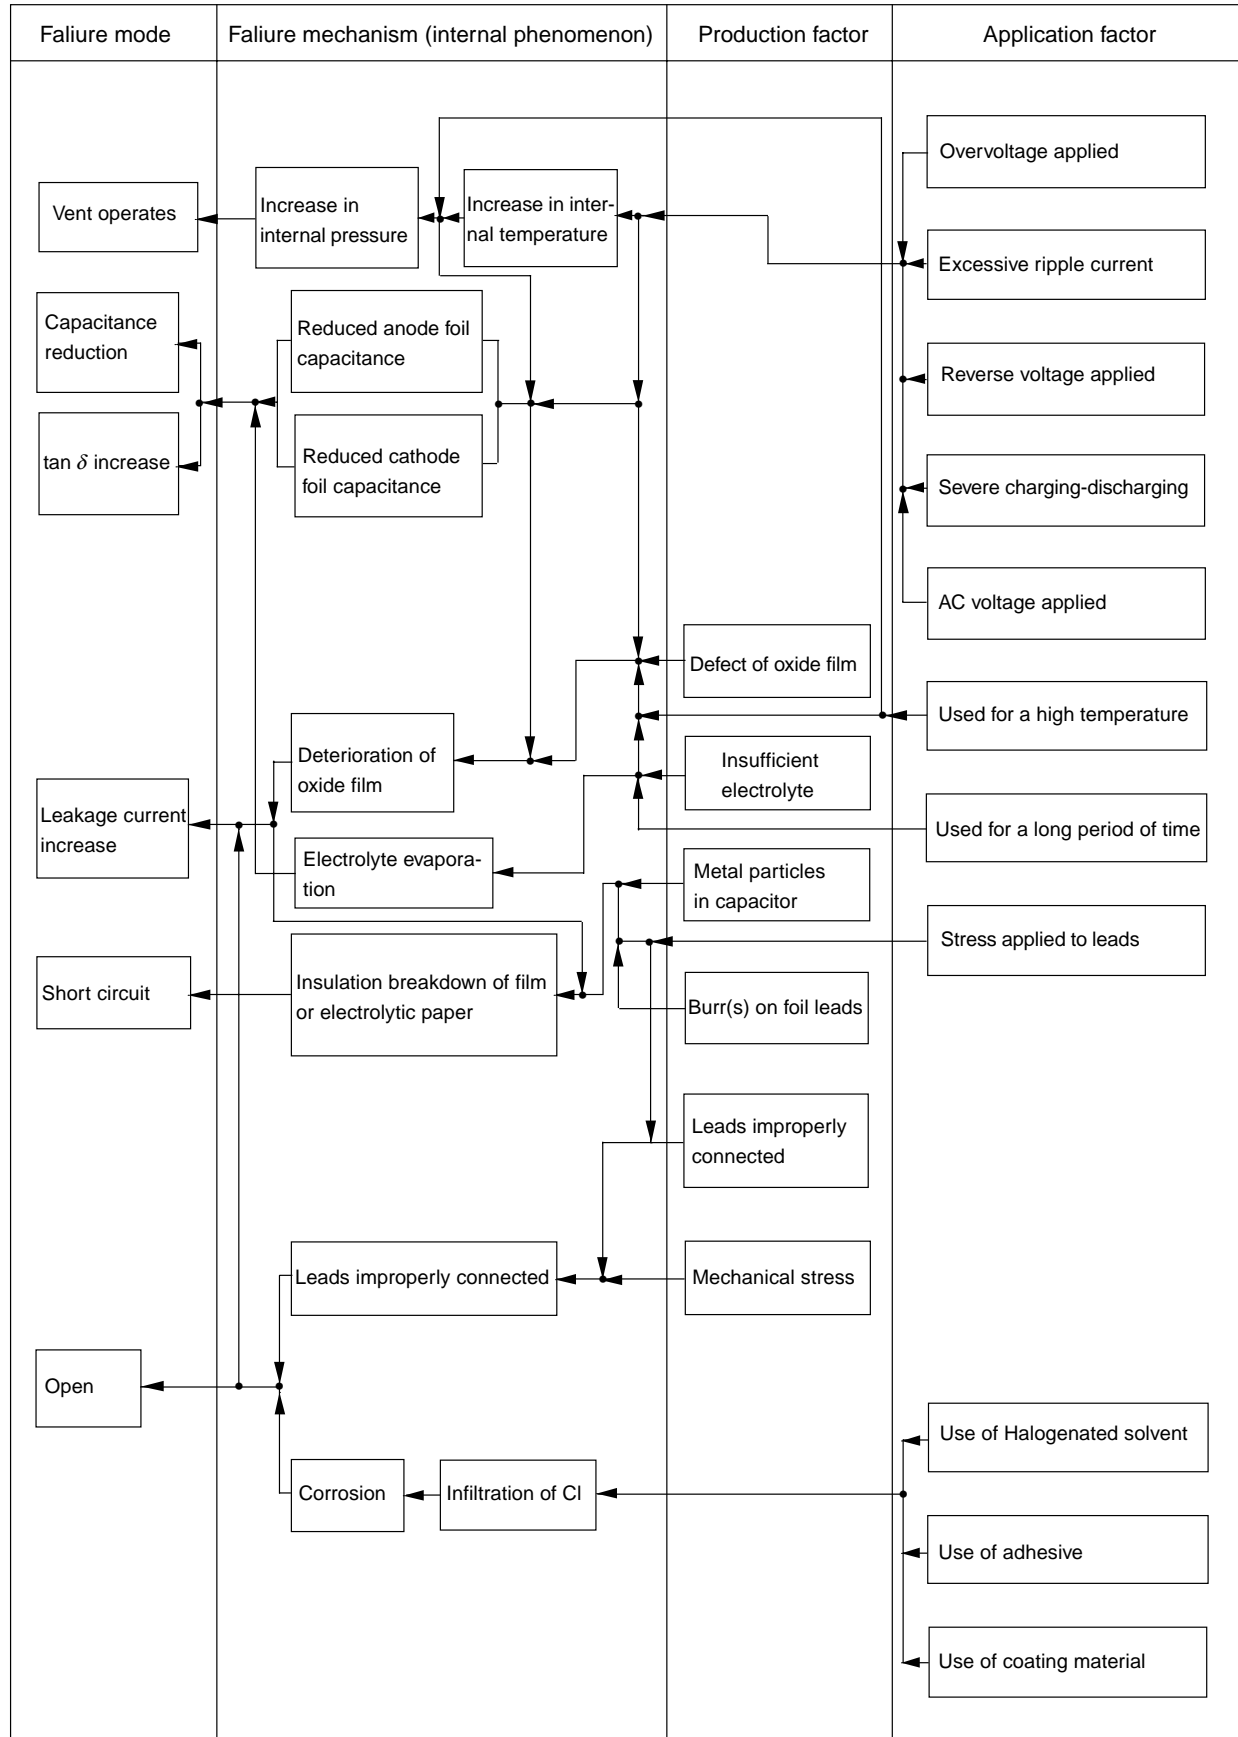 Faliure mode
Faliure mechanism (internal phenomenon)
Production factor
Application factor
Vent operates
Capacitance
reduction
tan δ increase
Leakage current
increase
Short circuit
Open
Increase in
internal pressure
Increase in inter-
nal temperature
Reduced anode foil
capacitance
Reduced cathode
foil capacitance
Deterioration of
oxide film
Electrolyte evapora-
tion
Insulation breakdown of film
or electrolytic paper
Leads improperly connected
Corrosion
Infiltration of Cl
Defect of oxide film
Insufficient
electrolyte
Metal particles
in capacitor
Burr(s) on foil leads
Leads improperly
connected
Mechanical stress
Overvoltage applied
Excessive ripple current
Reverse voltage applied
Severe charging-discharging
AC voltage applied
Used for a high temperature
Used for a long period of time
Stress applied to leads
Use of Halogenated solvent
Use of adhesive
Use of coating material